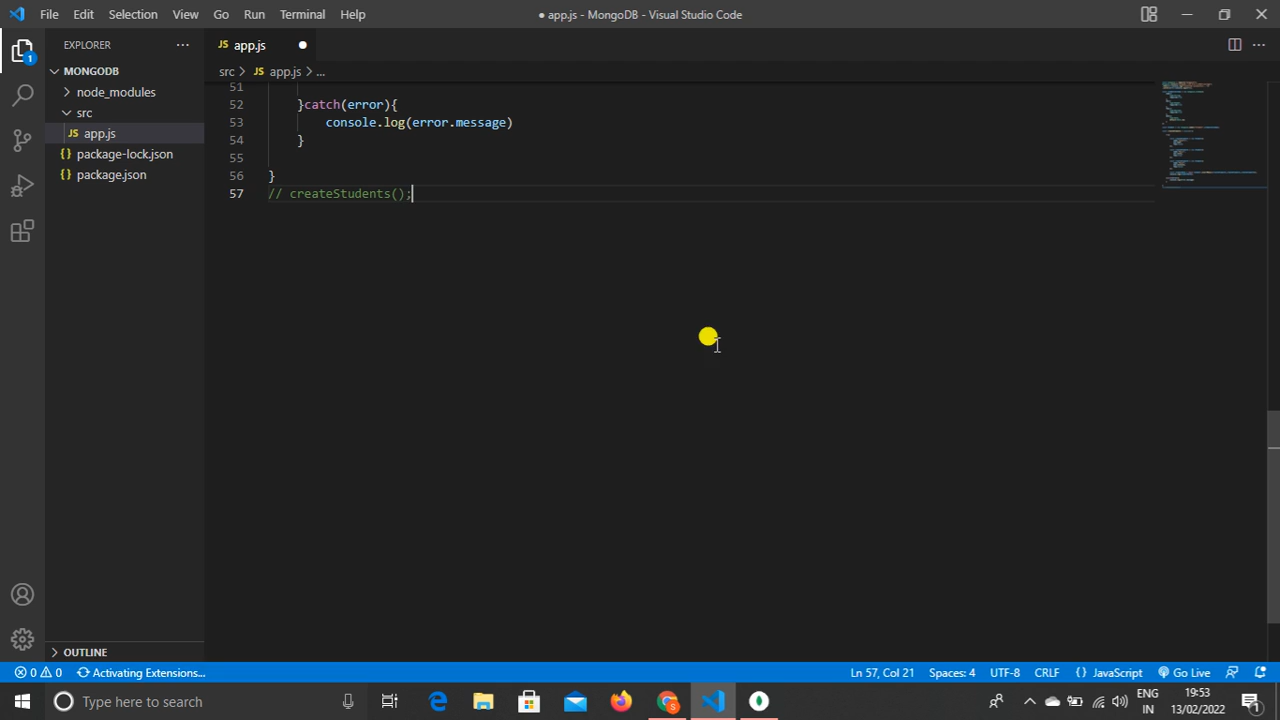 File Edit Selection View Go Run Terminal Help
● app.js - MongoDB - Visual Studio Code
EXPLORER
JS app.js
MONGODB
src > JS app.js > ...
node_modules
src
JS app.js
{} package-lock.json
{} package.json
51
52 }catch(error){
53 console.log(error.message)
54 }
55
56 }
57 // createStudents();
1
OUTLINE
0 0 Activating Extensions...
Ln 57, Col 21 Spaces: 4 UTF-8 CRLF {} JavaScript Go Live
Type here to search
S
ENG
IN
19:53
13/02/2022
1